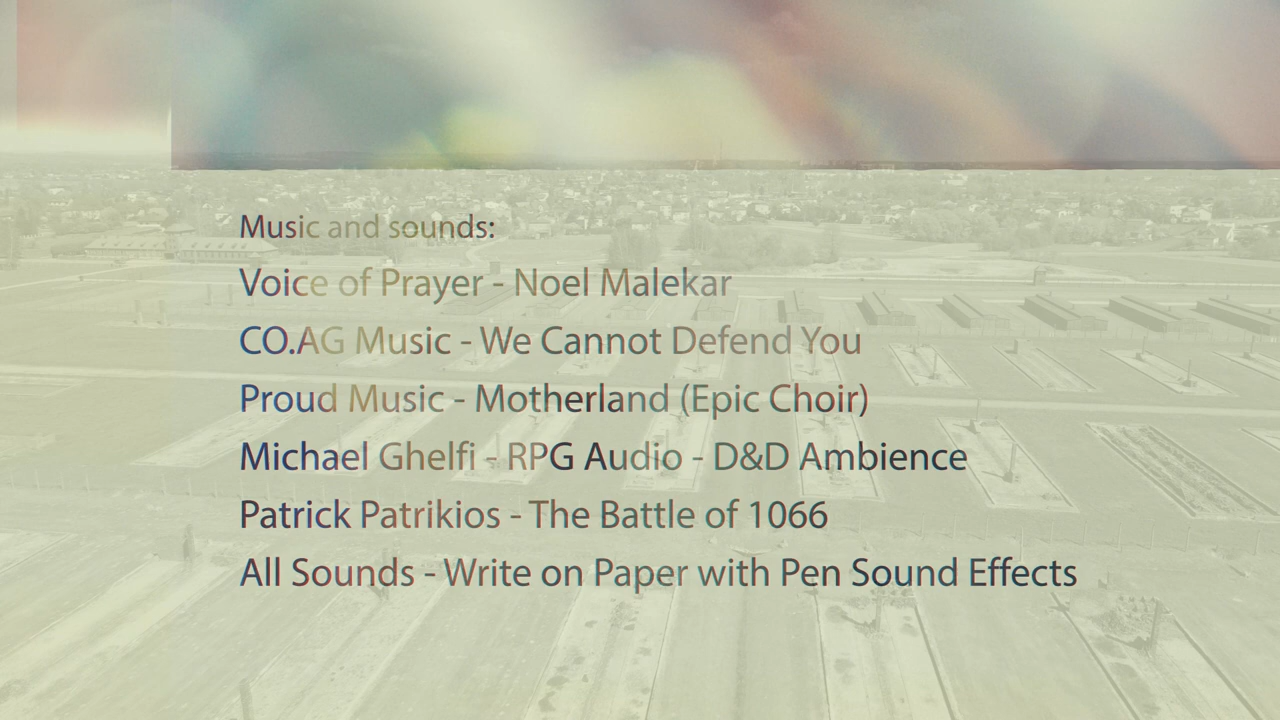 Music and sounds:
Voice of Prayer - Noel Malekar
CO.AG Music - We Cannot Defend You
Proud Music - Motherland (Epic Choir)
Michael Ghelfi - RPG Audio - D&D Ambience
Patrick Patrikios - The Battle of 1066
All Sounds - Write on Paper with Pen Sound Effects